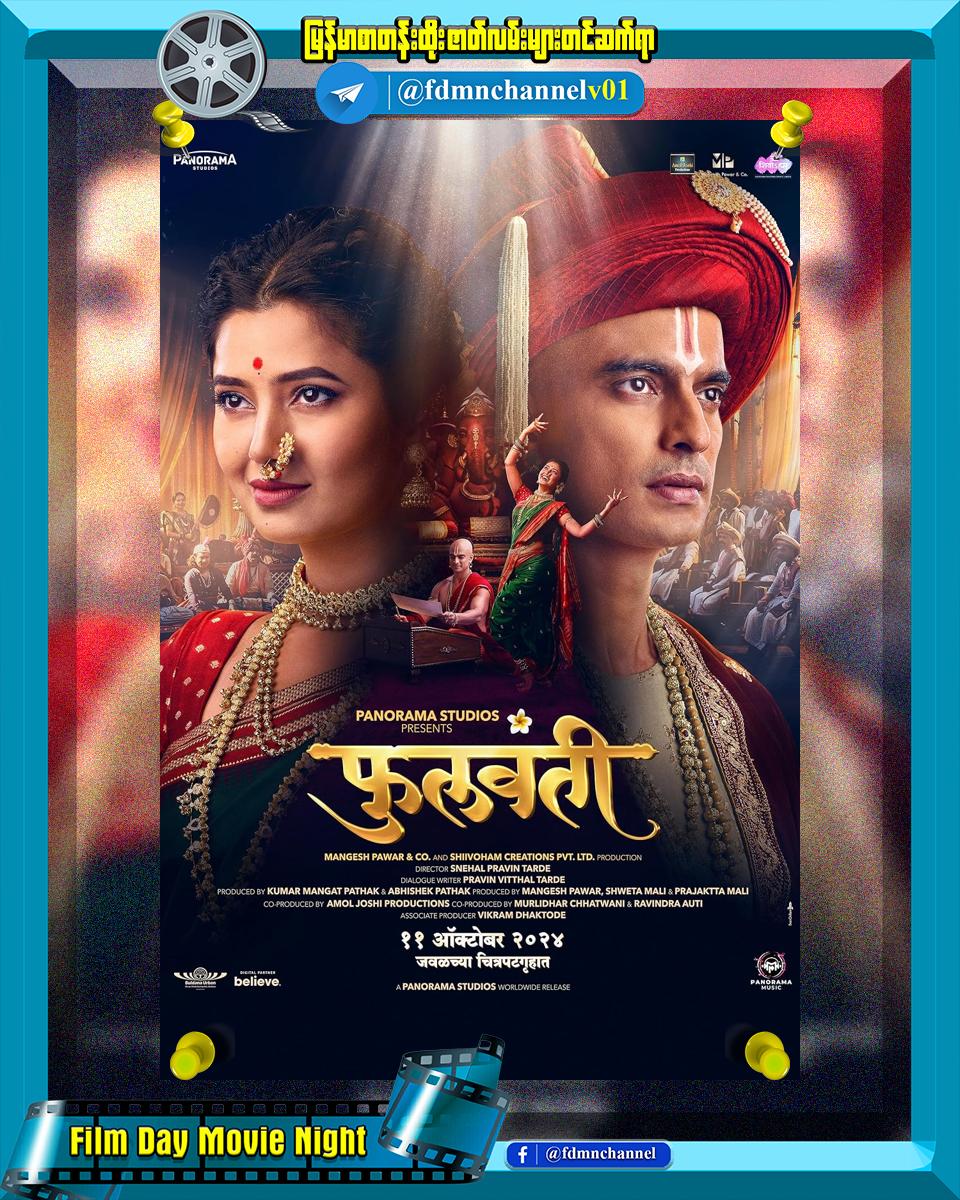 မြန်မာစာတန်းထိုးဇာတ်လမ်းများတင်ဆက်ရာ
@fdmnchannelv01
PANORAMA
STUDIOS
PANORAMA STUDIOS
PRESENTS
फुलवंती
MANGESH PAWAR & CO. AND SHIIVOHAM CREATIONS PVT. LTD. PRODUCTION
DIRECTOR SNEHAL PRAVIN TARDE
DIALOGUE WRITER PRAVIN VITTHAL TARDE
PRODUCED BY KUMAR MANGAT PATHAK & ABHISHEK PATHAK PRODUCED BY MANGESH PAWAR, SHWETA MALI & PRAJAKTTA MALI
CO-PRODUCED BY AMOL JOSHI PRODUCTIONS CO-PRODUCED BY MURLIDHAR CHHATWANI & RAVINDRA AUTI
ASSOCIATE PRODUCER VIKRAM DHAKTODE
११ ऑक्टोबर २०२४
जवळच्या चित्रपटगृहात
Buldana Urban
DIGITAL PARTNER
believe.
A PANORAMA STUDIOS WORLDWIDE RELEASE
PANORAMA
MUSIC
Film Day Movie Night
@fdmnchannel